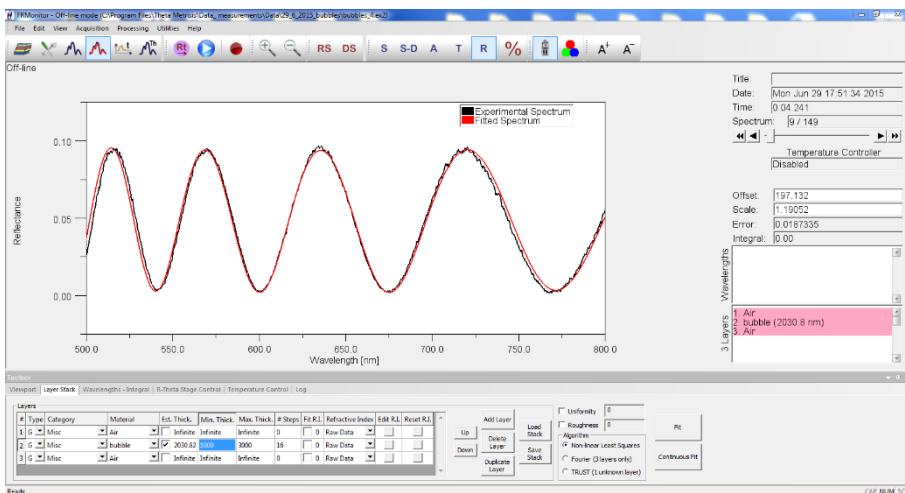 FRMonitor - Off-line mode (C:\Program Files\Theta Metrisis\Data_ measurements\Data\29_6_2015_bubbles\bubbles_4.ex2)
File Edit View Acquisition Processing Utilities Help
Rt RS DS S S-D A T R % A+ A-
Off-line
Experimental Spectrum
Fitted Spectrum
0.10
0.05
0.00
Reflectance
500.0 550.0 600.0 650.0 700.0 750.0 800.0
Wavelength [nm]
Title:
Date: Mon Jun 29 17:51:34 2015
Time: 0:04.241
Spectrum: 9 / 149
Temperature Controller
Disabled
Offset: 197.132
Scale: 1.19052
Error: 0.0187335
Integral: 0.00
Wavelengths
3 Layers
1. Air
2. bubble (2030.8 nm)
3. Air
Toolbox
Viewport Layer Stack Wavelengths - Integral R-Theta Stage Control Temperature Control Log
Layers
# Type Category Material Est. Thick. Min. Thick. Max. Thick. # Steps Fit R.I. Refractive Index Edit R.I. Reset R.I.
1 G Misc Air Infinite Infinite Infinite 0 0 Raw Data
2 G Misc bubble 2030.82 1000 3000 16 0 Raw Data
3 G Misc Air Infinite Infinite Infinite 0 0 Raw Data
Up
Down
Add Layer
Delete Layer
Duplicate Layer
Load Stack
Save Stack
Uniformity 0
Roughness 0
Algorithm
Non-linear Least Squares
Fourier (3 layers only)
TRUST (1 unknown layer)
Fit
Continuous Fit
Ready
CAP NUM SC